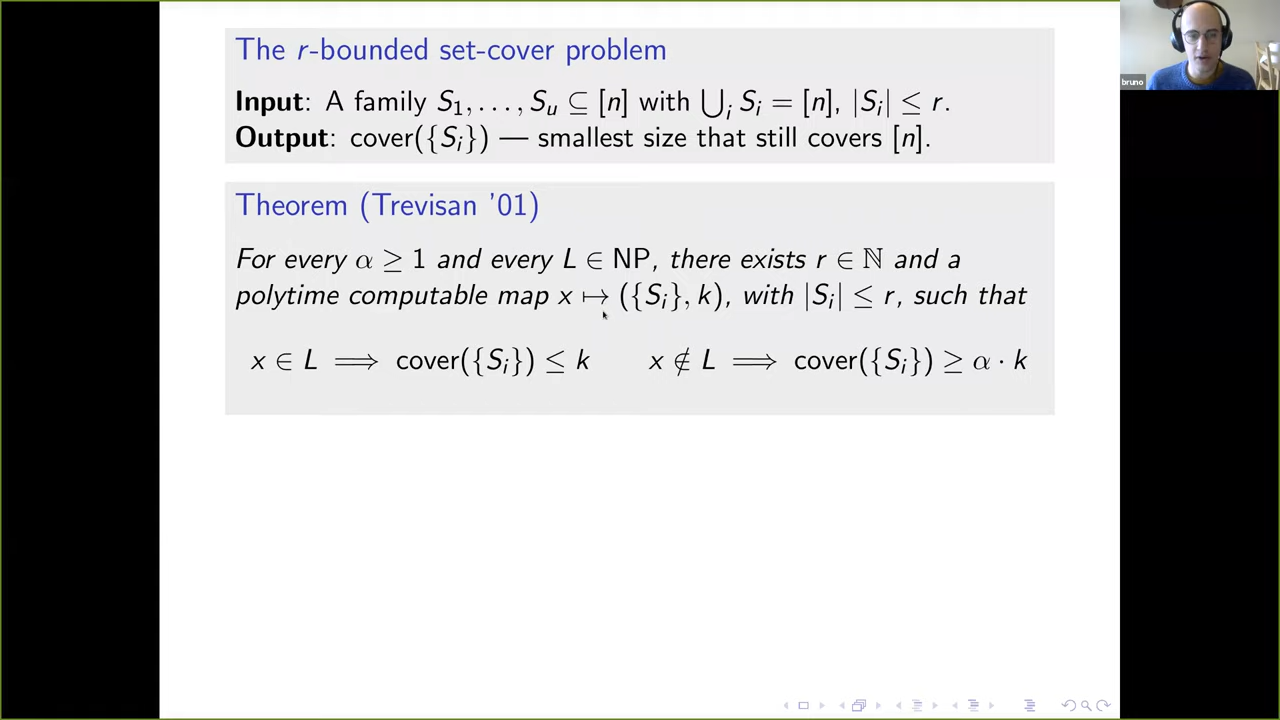 The r-bounded set-cover problem
Input: A family S₁, . . . , Sᵤ ⊆ [n] with ⋃ᵢ Sᵢ = [n], |Sᵢ| ≤ r.
Output: cover({Sᵢ}) — smallest size that still covers [n].
Theorem (Trevisan ’01)
For every α ≥ 1 and every L ∈ NP, there exists r ∈ ℕ and a
polytime computable map x ↦ ({Sᵢ}, k), with |Sᵢ| ≤ r, such that
x ∈ L ⟹ cover({Sᵢ}) ≤ k x ∉ L ⟹ cover({Sᵢ}) ≥ α · k
bruno